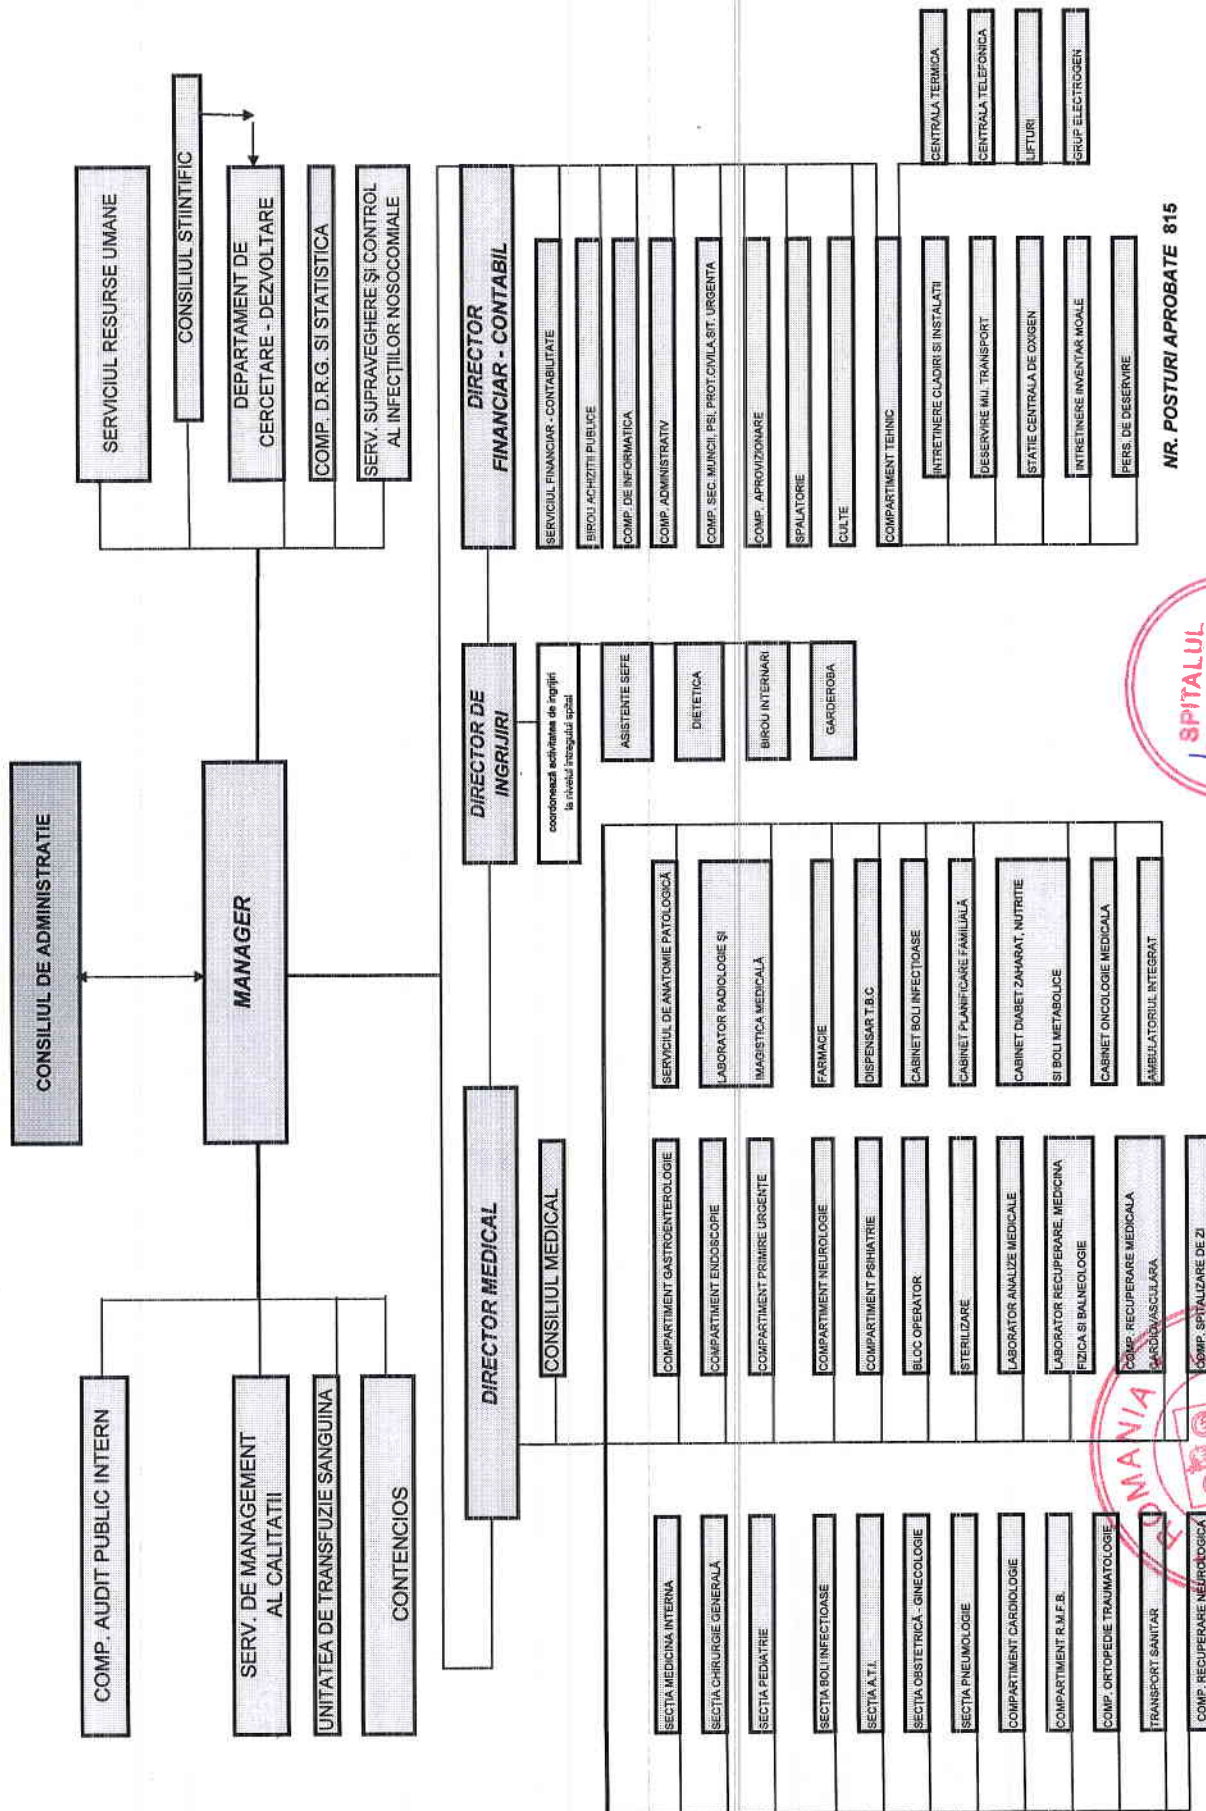 CONSILIUL DE ADMINISTRATIE
MANAGER
COMP. AUDIT PUBLIC INTERN
SERV. DE MANAGEMENT
AL CALITATII
UNITATEA DE TRANSFUZIE SANGUINA
CONTENCIOS
SERVICIUL RESURSE UMANE
CONSILIUL STIINTIFIC
DEPARTAMENT DE
CERCETARE - DEZVOLTARE
COMP. D.R.G. SI STATISTICA
SERV. SUPRAVEGHERE ŞI CONTROL
AL INFECŢIILOR NOSOCOMIALE
DIRECTOR MEDICAL
CONSILIUL MEDICAL
DIRECTOR DE
INGRIJIRI
coordonează activitatea de ingrijiri
la nivelul intregului spital
DIRECTOR
FINANCIAR - CONTABIL
SECTIA MEDICINA INTERNA
SECTIA CHIRURGIE GENERALĂ
SECTIA PEDIATRIE
SECTIA BOLI INFECTIOASE
SECTIA A.T.I.
SECTIA OBSTETRICĂ - GINECOLOGIE
SECTIA PNEUMOLOGIE
COMPARTIMENT CARDIOLOGIE
COMPARTIMENT R.M.F.B.
COMP. ORTOPEDIE TRAUMATOLOGIE
TRANSPORT SANITAR
COMP. RECUPERARE NEUROLOGICA
COMPARTIMENT GASTROENTEROLOGIE
COMPARTIMENT ENDOSCOPIE
COMPARTIMENT PRIMIRE URGENTE
COMPARTIMENT NEUROLOGIE
COMPARTIMENT PSIHIATRIE
BLOC OPERATOR
STERILIZARE
LABORATOR ANALIZE MEDICALE
LABORATOR RECUPERARE, MEDICINA
FIZICA SI BALNEOLOGIE
COMP. RECUPERARE MEDICALA
CARDIOVASCULARA
COMP. SPITALIZARE DE ZI
SERVICIUL DE ANATOMIE PATOLOGICĂ
LABORATOR RADIOLOGIE ŞI
IMAGISTICA MEDICALĂ
FARMACIE
DISPENSAR T.B.C
CABINET BOLI INFECTIOASE
CABINET PLANIFICARE FAMILIALĂ
CABINET DIABET ZAHARAT, NUTRITIE
SI BOLI METABOLICE
CABINET ONCOLOGIE MEDICALA
AMBULATORIUL INTEGRAT
ASISTENTE SEFE
DIETETICA
BIROU INTERNARI
GARDEROBA
SERVICIUL FINANCIAR - CONTABILITATE
BIROU ACHIZITII PUBLICE
COMP. DE INFORMATICA
COMP. ADMINISTRATIV
COMP. SEC. MUNCII, PSI, PROT.CIVILA,SIT. URGENTA
COMP. APROVIZIONARE
SPALATORIE
CULTE
COMPARTIMENT TEHNIC
INTRETINERE CLADIRI SI INSTALATII
DESERVIRE MIJ. TRANSPORT
STATIE CENTRALA DE OXIGEN
INTRETINERE INVENTAR MOALE
PERS. DE DESERVIRE
CENTRALA TERMICA
CENTRALA TELEFONICA
LIFTURI
GRUP ELECTROGEN
NR. POSTURI APROBATE 815
ROMANIA
SPITALUL